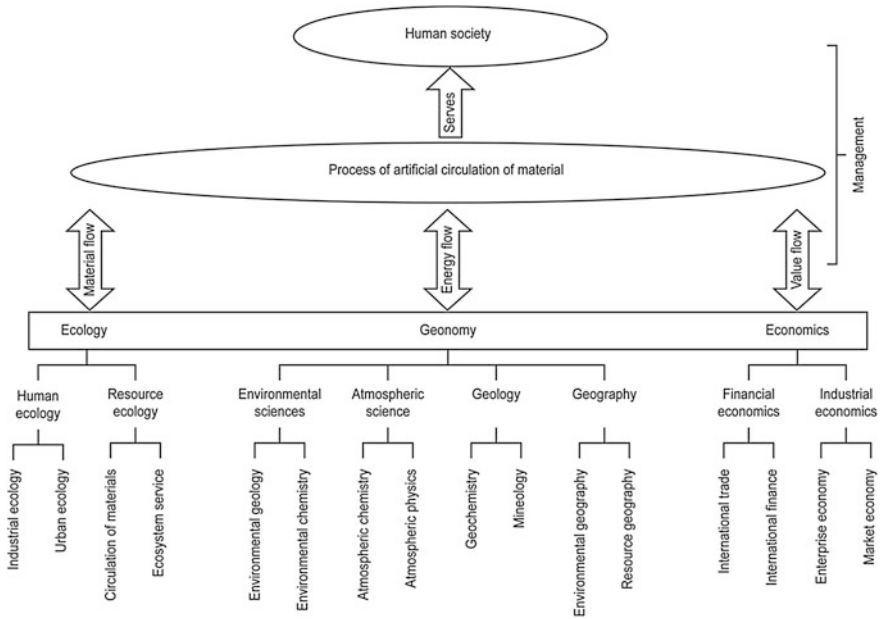 Human society
Serves
Management
Process of artificial circulation of material
Material flow
Energy flow
Value flow
Ecology
Geonomy
Economics
Human
ecology
Resource
ecology
Environmental
sciences
Atmospheric
science
Geology
Geography
Financial
economics
Industrial
economics
Industrial ecology
Urban ecology
Circulation of materials
Ecosystem service
Environmental geology
Environmental chemistry
Atmospheric chemistry
Atmospheric physics
Geochemistry
Mineology
Environmental geography
Resource geography
International trade
International finance
Enterprise economy
Market economy